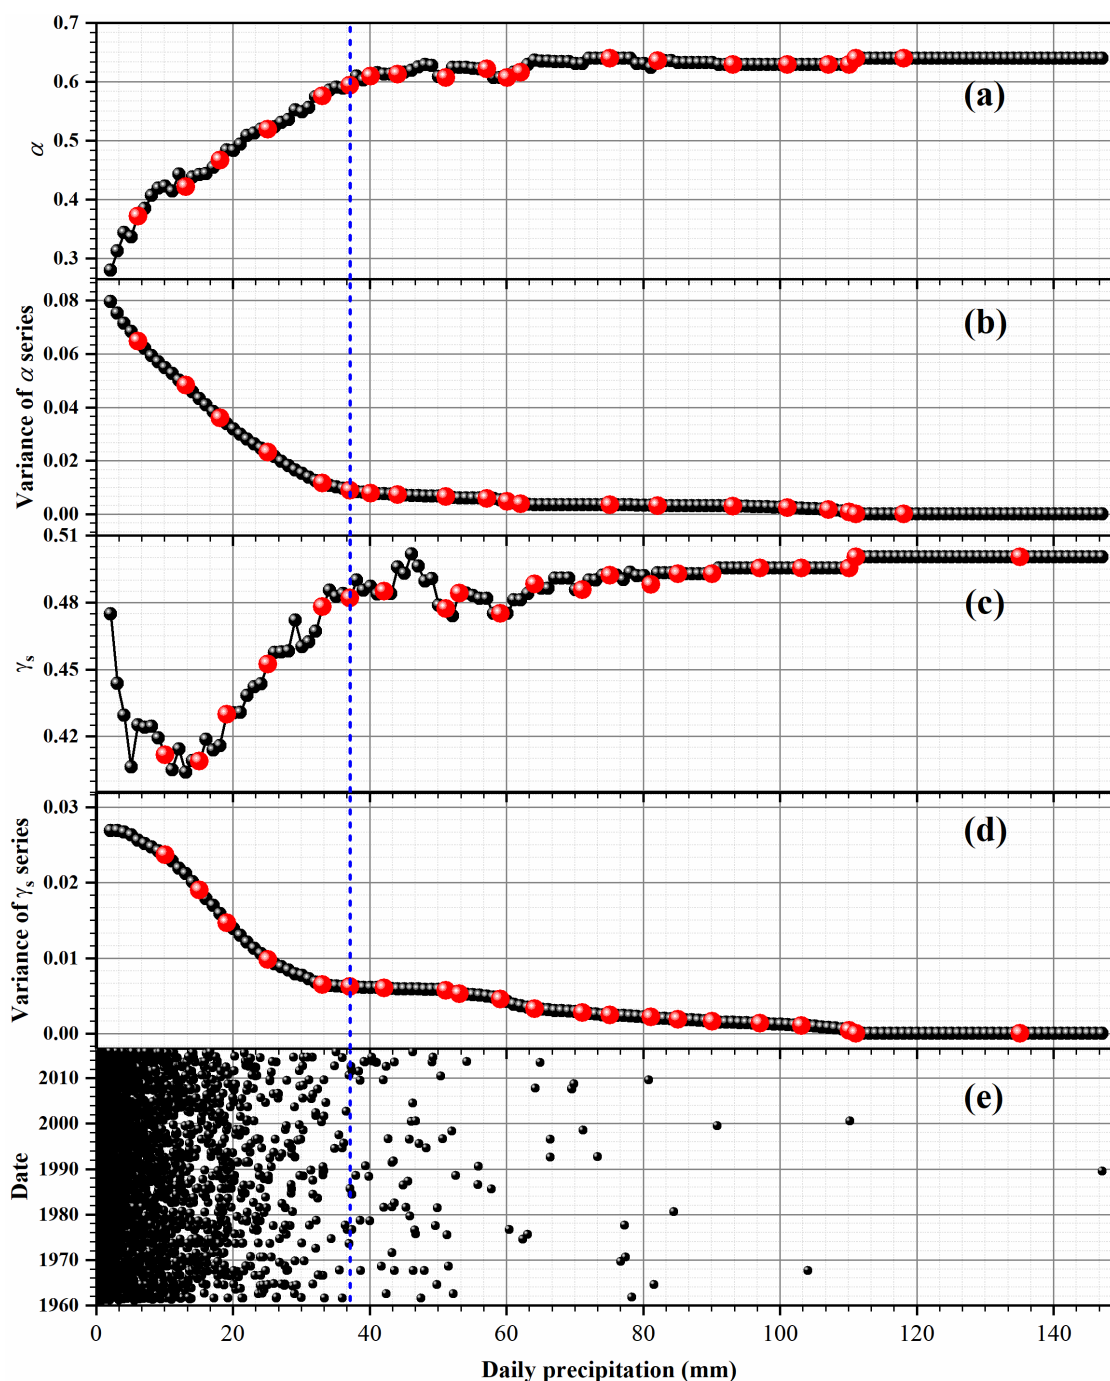 0.7
0.6
0.5
0.4
0.3
α
(a)
0.08
0.06
0.04
0.02
0.00
Variance of α series
(b)
0.51
0.48
0.45
0.42
γs
(c)
0.03
0.02
0.01
0.00
Variance of γs series
(d)
2010
2000
1990
1980
1970
1960
Date
(e)
0 20 40 60 80 100 120 140
Daily precipitation (mm)